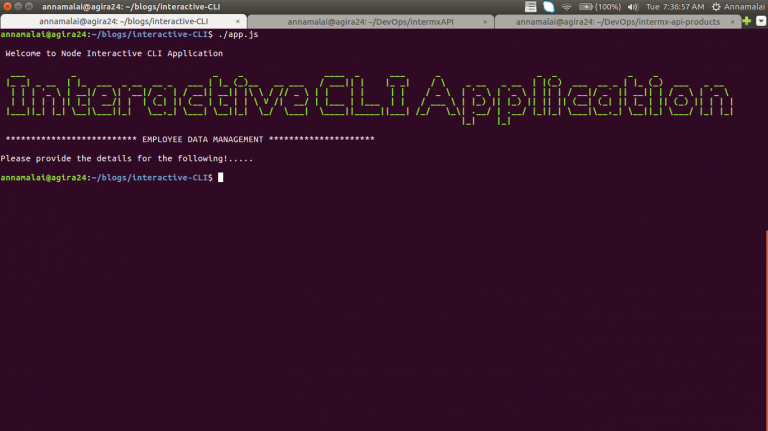 annamalai@agira24: ~/blogs/interactive-CLI
(100%)
Tue 7:36:57 AM
Annamalai
annamalai@agira24: ~/blogs/interactive-CLI ×
annamalai@agira24: ~/DevOps/intermxAPI ×
annamalai@agira24: ~/DevOps/intermx-api-products ×
annamalai@agira24:~/blogs/interactive-CLI$ ./app.js
Welcome to Node Interactive CLI Application
Interactive CLI Application
************************** EMPLOYEE DATA MANAGEMENT *********************
Please provide the details for the following!.....
annamalai@agira24:~/blogs/interactive-CLI$